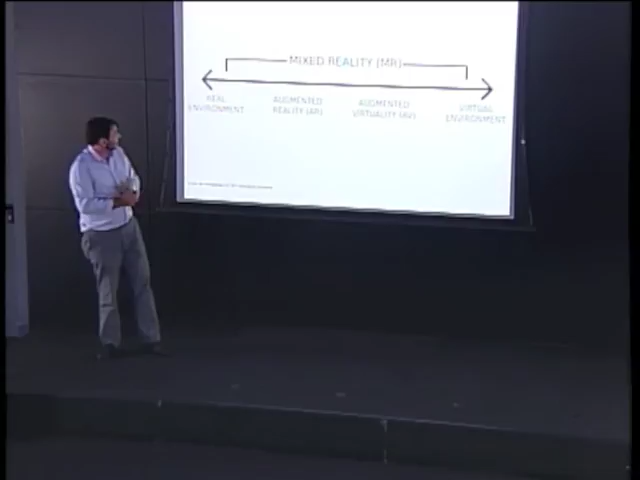 MIXED REALITY (MR)
REAL ENVIRONMENT
AUGMENTED REALITY (AR)
AUGMENTED VIRTUALITY (AV)
VIRTUAL ENVIRONMENT